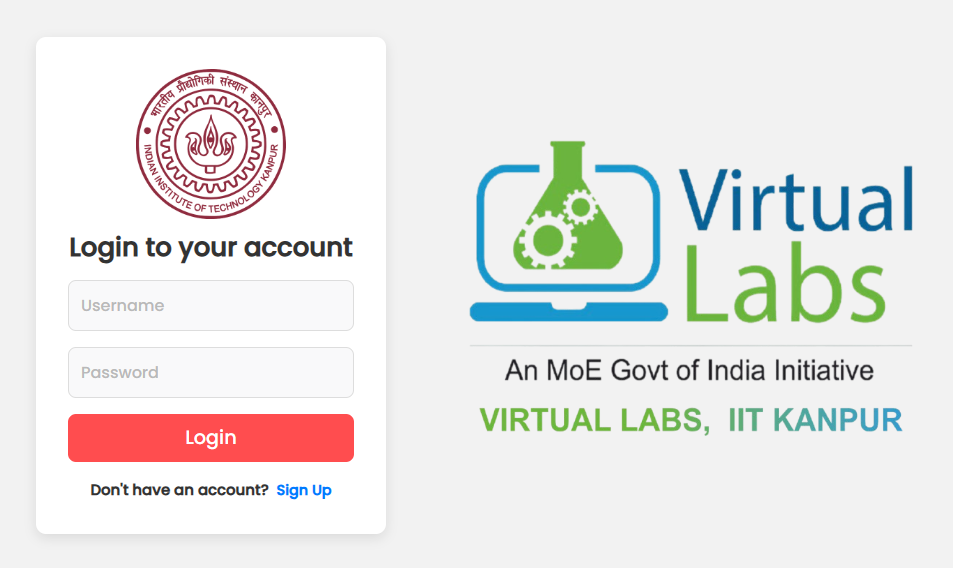 भारतीय प्रौद्योगिकी संस्थान कानपुर
INDIAN INSTITUTE OF TECHNOLOGY KANPUR
Login to your account
Username
Password
Login
Don't have an account? Sign Up
Virtual
Labs
An MoE Govt of India Initiative
VIRTUAL LABS, IIT KANPUR